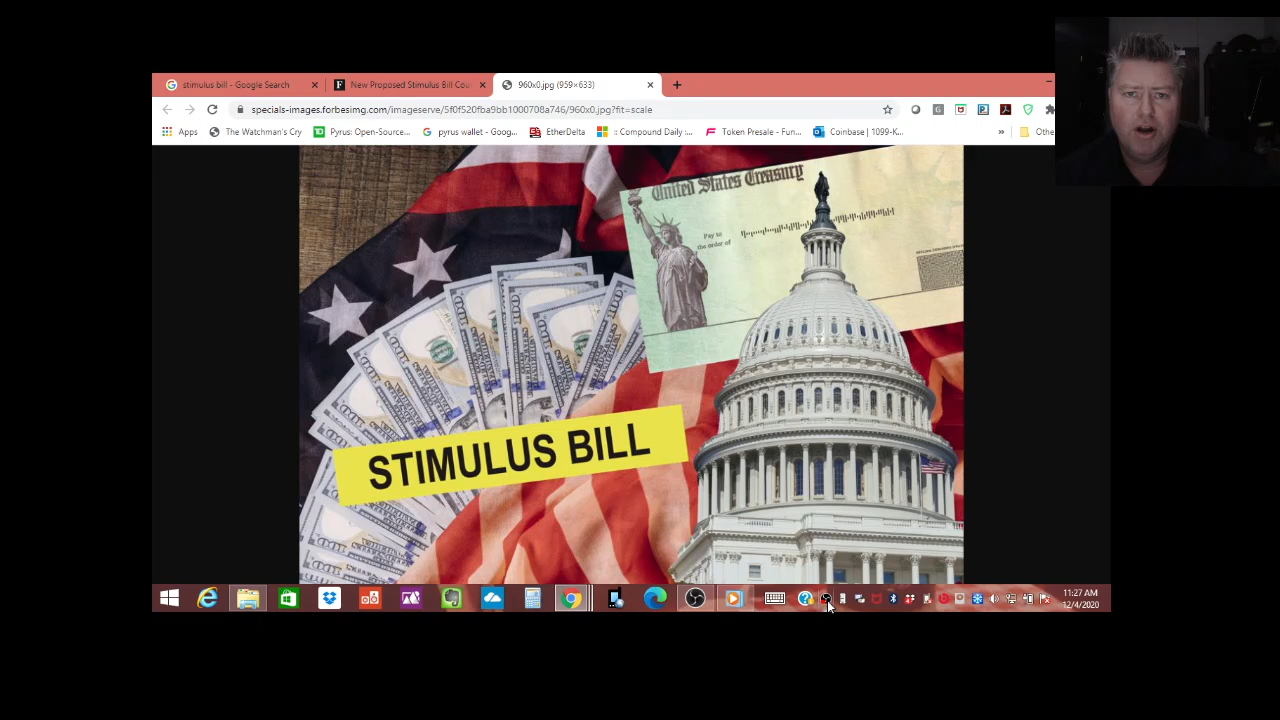 stimulus bill - Google Search
New Proposed Stimulus Bill Cou
960x0.jpg (959×633)
specials-images.forbesimg.com/imageserve/5f0f520fba9bb1000708a746/960x0.jpg?fit=scale
Apps
The Watchman's Cry
Pyrus: Open-Source...
pyrus wallet - Goog...
EtherDelta
:: Compound Daily :...
Token Presale - Fun...
Coinbase | 1099-K...
»
Othe
United States Treasury
Pay to
the order of
STIMULUS BILL
11:27 AM
12/4/2020